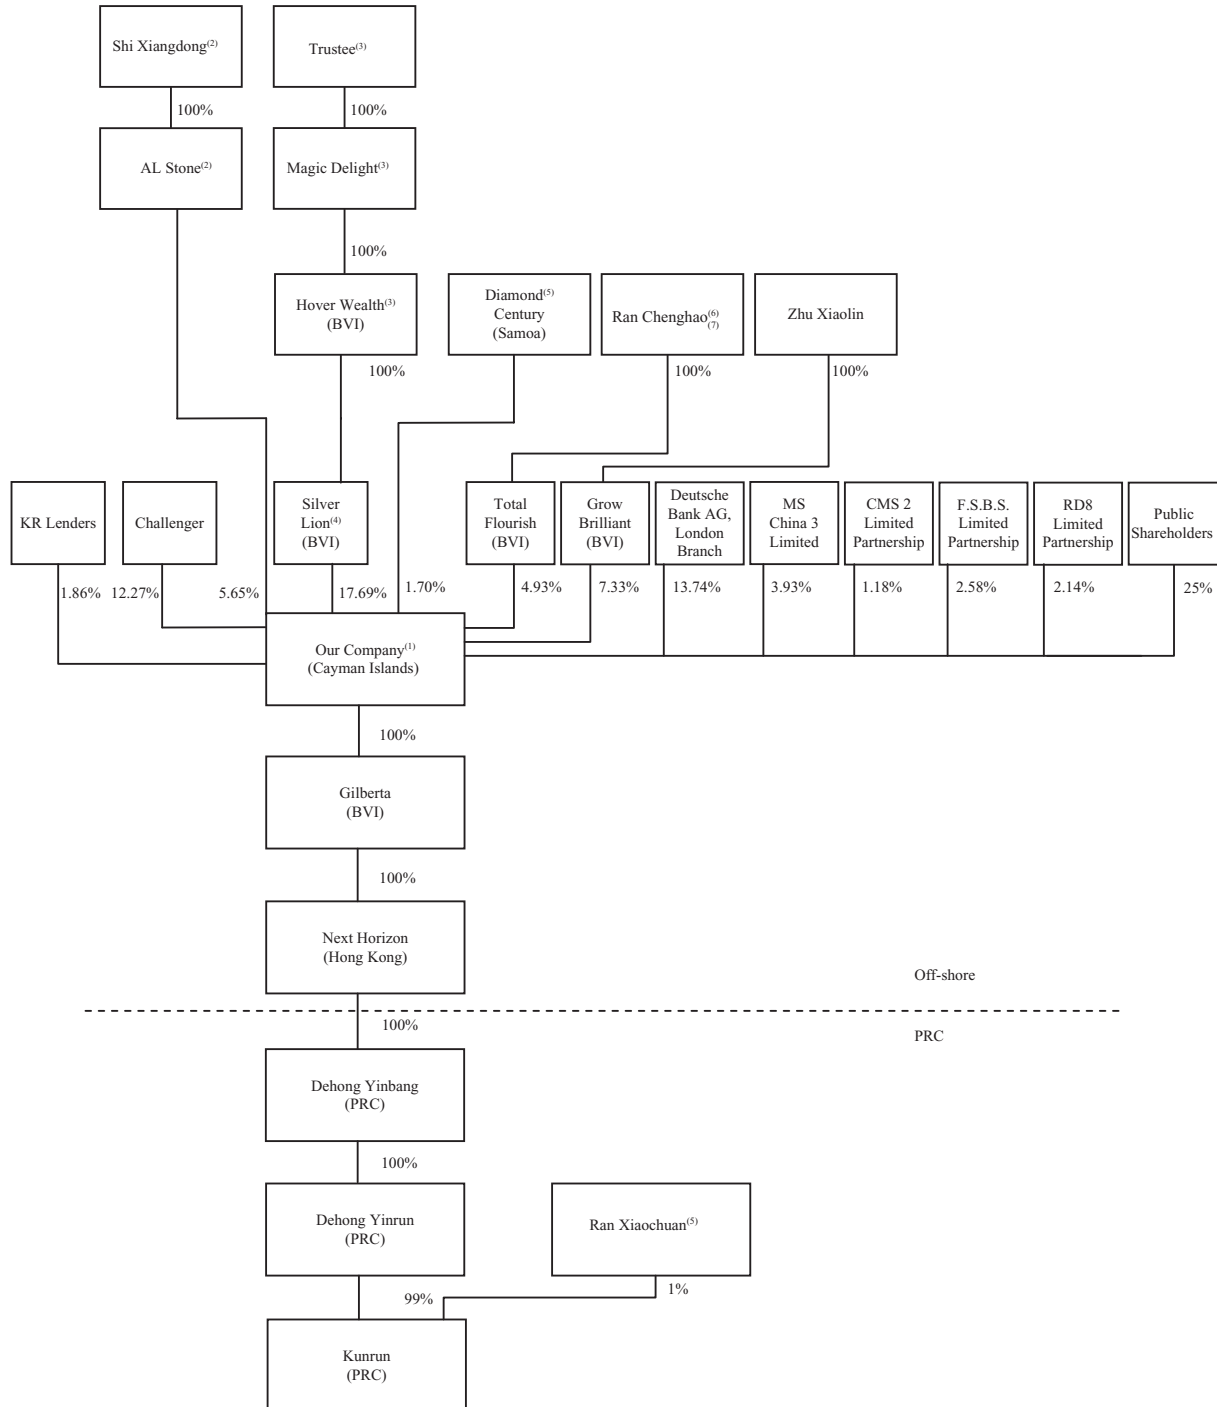 Shi Xiangdong(2)
Trustee(3)
100%
100%
AL Stone(2)
Magic Delight(3)
100%
Hover Wealth(3)
(BVI)
Diamond(5)
Century
(Samoa)
Ran Chenghao(6)
(7)
Zhu Xiaolin
100%
100%
100%
KR Lenders
Challenger
Silver
Lion(4)
(BVI)
Total
Flourish
(BVI)
Grow
Brilliant
(BVI)
Deutsche
Bank AG,
London
Branch
MS
China 3
Limited
CMS 2
Limited
Partnership
F.S.B.S.
Limited
Partnership
RD8
Limited
Partnership
Public
Shareholders
1.86%
12.27%
5.65%
17.69%
1.70%
4.93%
7.33%
13.74%
3.93%
1.18%
2.58%
2.14%
25%
Our Company(1)
(Cayman Islands)
100%
Gilberta
(BVI)
100%
Next Horizon
(Hong Kong)
Off-shore
100%
PRC
Dehong Yinbang
(PRC)
100%
Dehong Yinrun
(PRC)
Ran Xiaochuan(5)
99%
1%
Kunrun
(PRC)